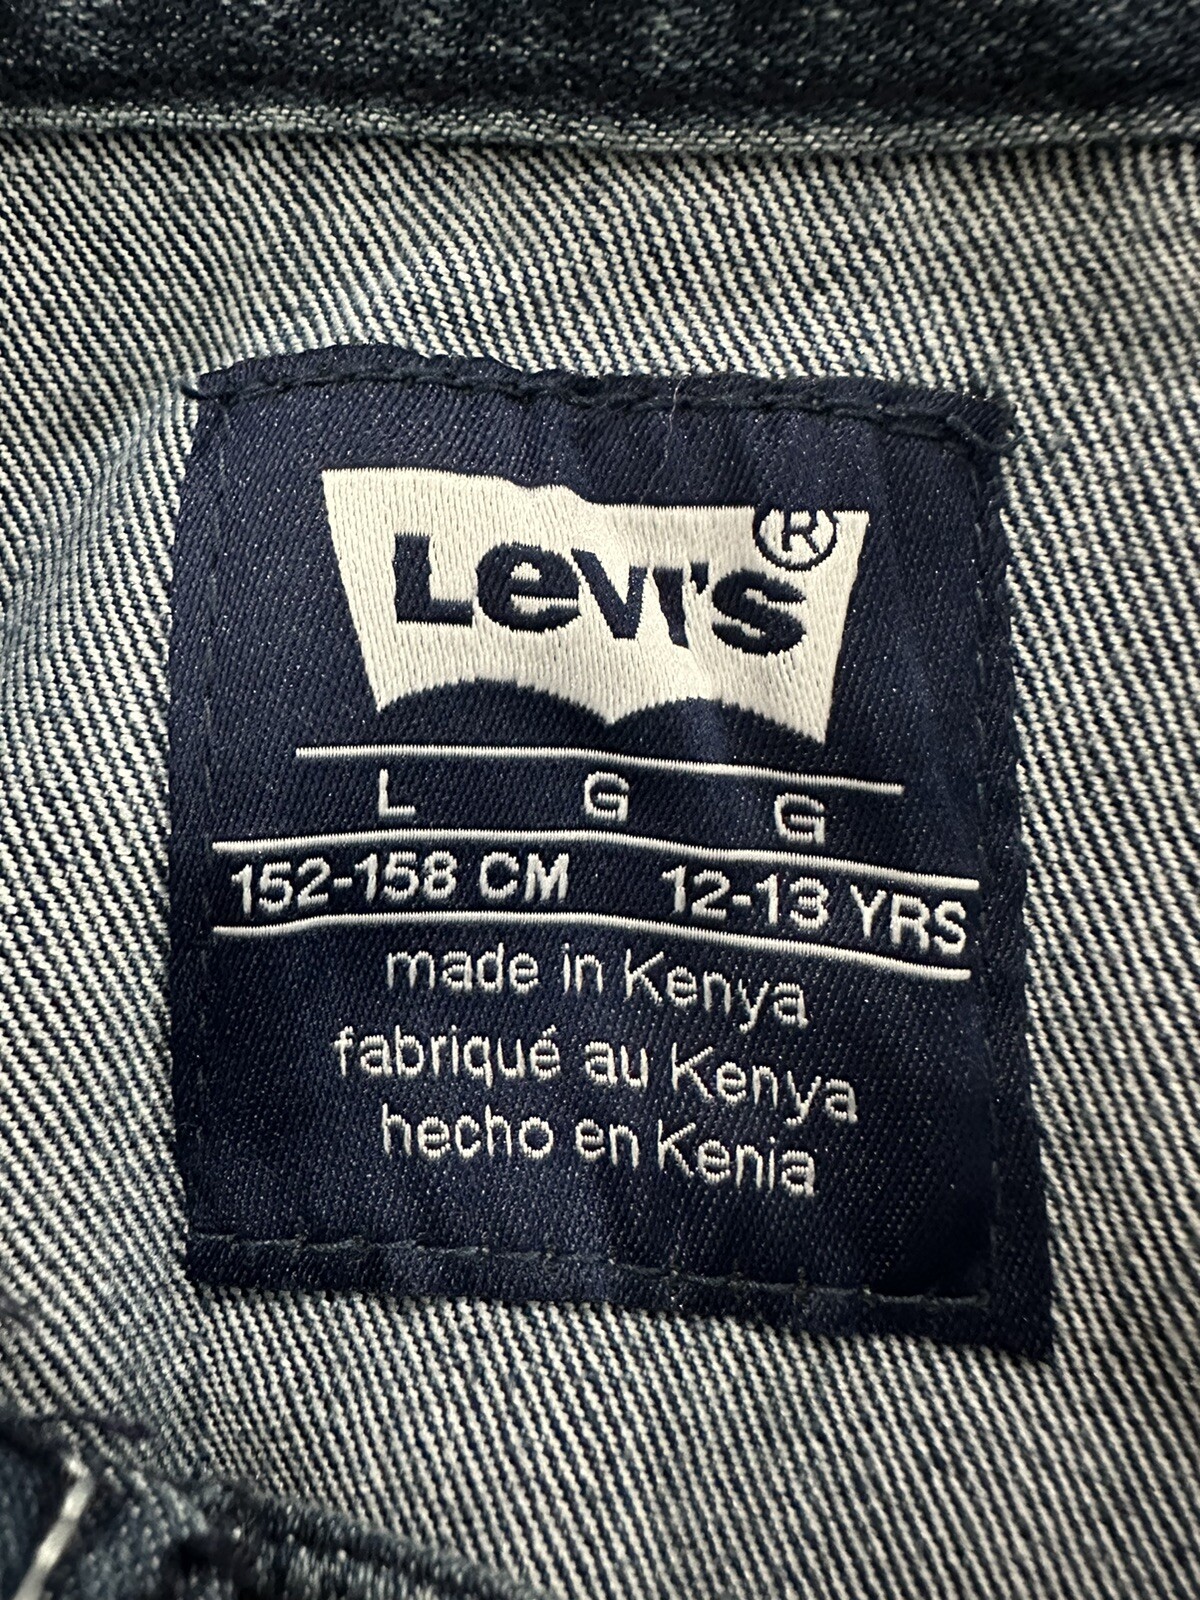 Levi's®
L G G
152-158 CM 12-13 YRS
made in Kenya
fabriqué au Kenya
hecho en Kenia